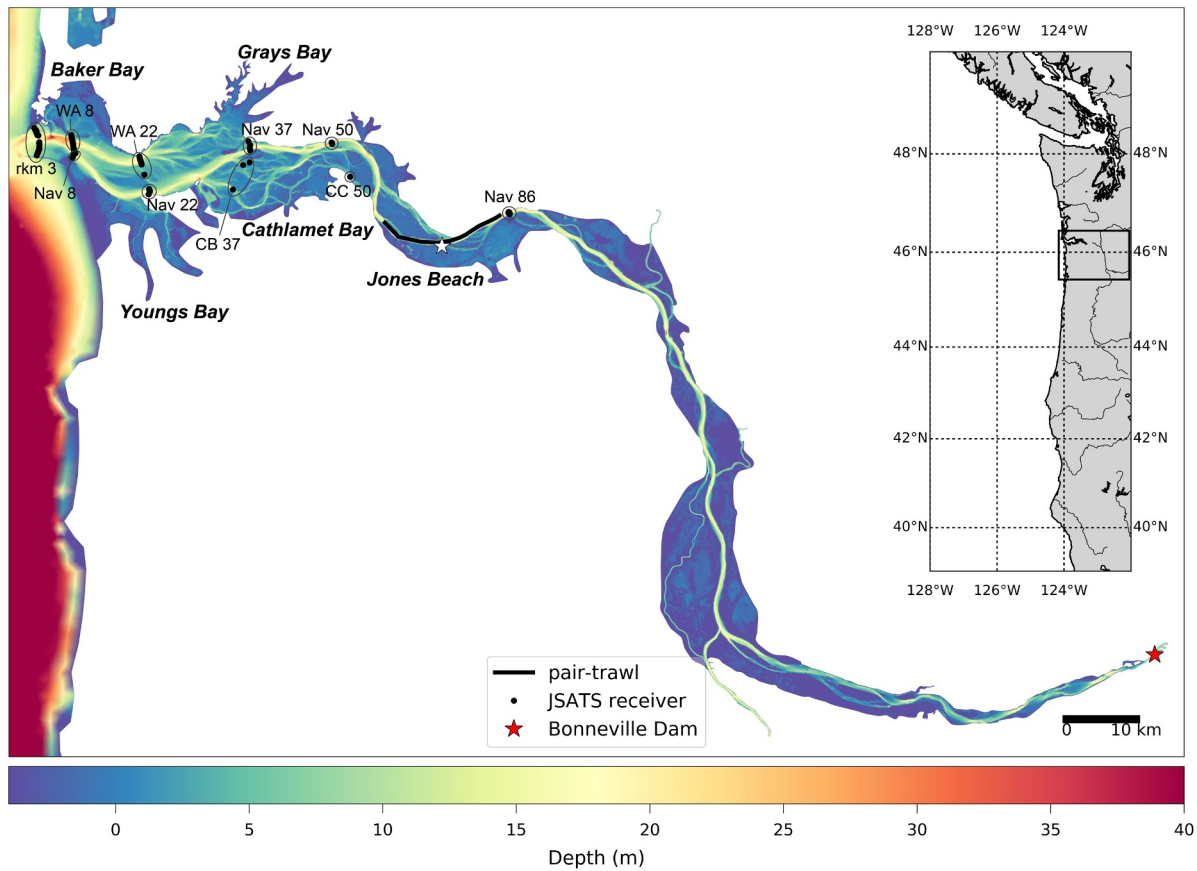 128°W 126°W 124°W
Grays Bay
Baker Bay
WA 8
WA 22
Nav 37
Nav 50
rkm 3
Nav 8
Nav 22
CC 50
Nav 86
CB 37
Cathlamet Bay
Jones Beach
Youngs Bay
48°N 48°N
46°N 46°N
44°N 44°N
42°N 42°N
40°N 40°N
128°W 126°W 124°W
pair-trawl
JSATS receiver
Bonneville Dam
0 10 km
0 5 10 15 20 25 30 35 40
Depth (m)